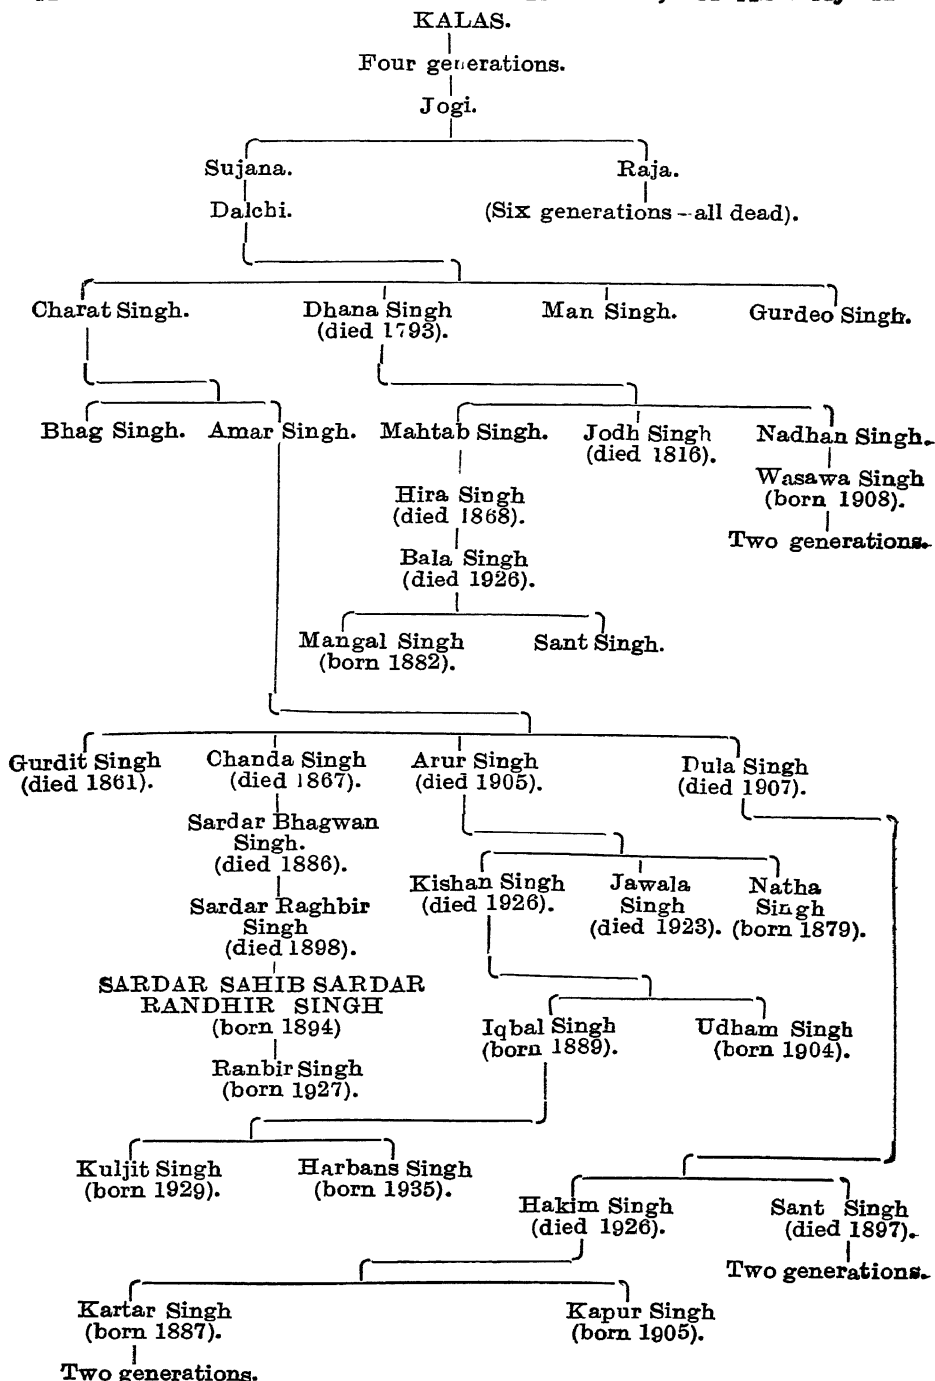 KALAS.
Four generations.
Jogi.
Sujana. Raja.
Dalchi. (Six generations--all dead).
Charat Singh. Dhana Singh Man Singh. Gurdeo Singh.
(died 1793).
Bhag Singh. Amar Singh. Mahtab Singh. Jodh Singh Nadhan Singh.
(died 1816).
Wasawa Singh
(born 1908).
Hira Singh
(died 1868).
Two generations.
Bala Singh
(died 1926).
Mangal Singh Sant Singh.
(born 1882).
Gurdit Singh Chanda Singh Arur Singh Dula Singh
(died 1861). (died 1867). (died 1905). (died 1907).
Sardar Bhagwan
Singh.
(died 1886).
Kishan Singh Jawala Natha
(died 1926). Singh Singh
(died 1923). (born 1879).
Sardar Raghbir
Singh
(died 1898).
SARDAR SAHIB SARDAR
RANDHIR SINGH
(born 1894)
Iqbal Singh Udham Singh
(born 1889). (born 1904).
Ranbir Singh
(born 1927).
Kuljit Singh Harbans Singh
(born 1929). (born 1935).
Hakim Singh Sant Singh
(died 1926). (died 1897).
Two generations.
Kartar Singh Kapur Singh
(born 1887). (born 1905).
Two generations.